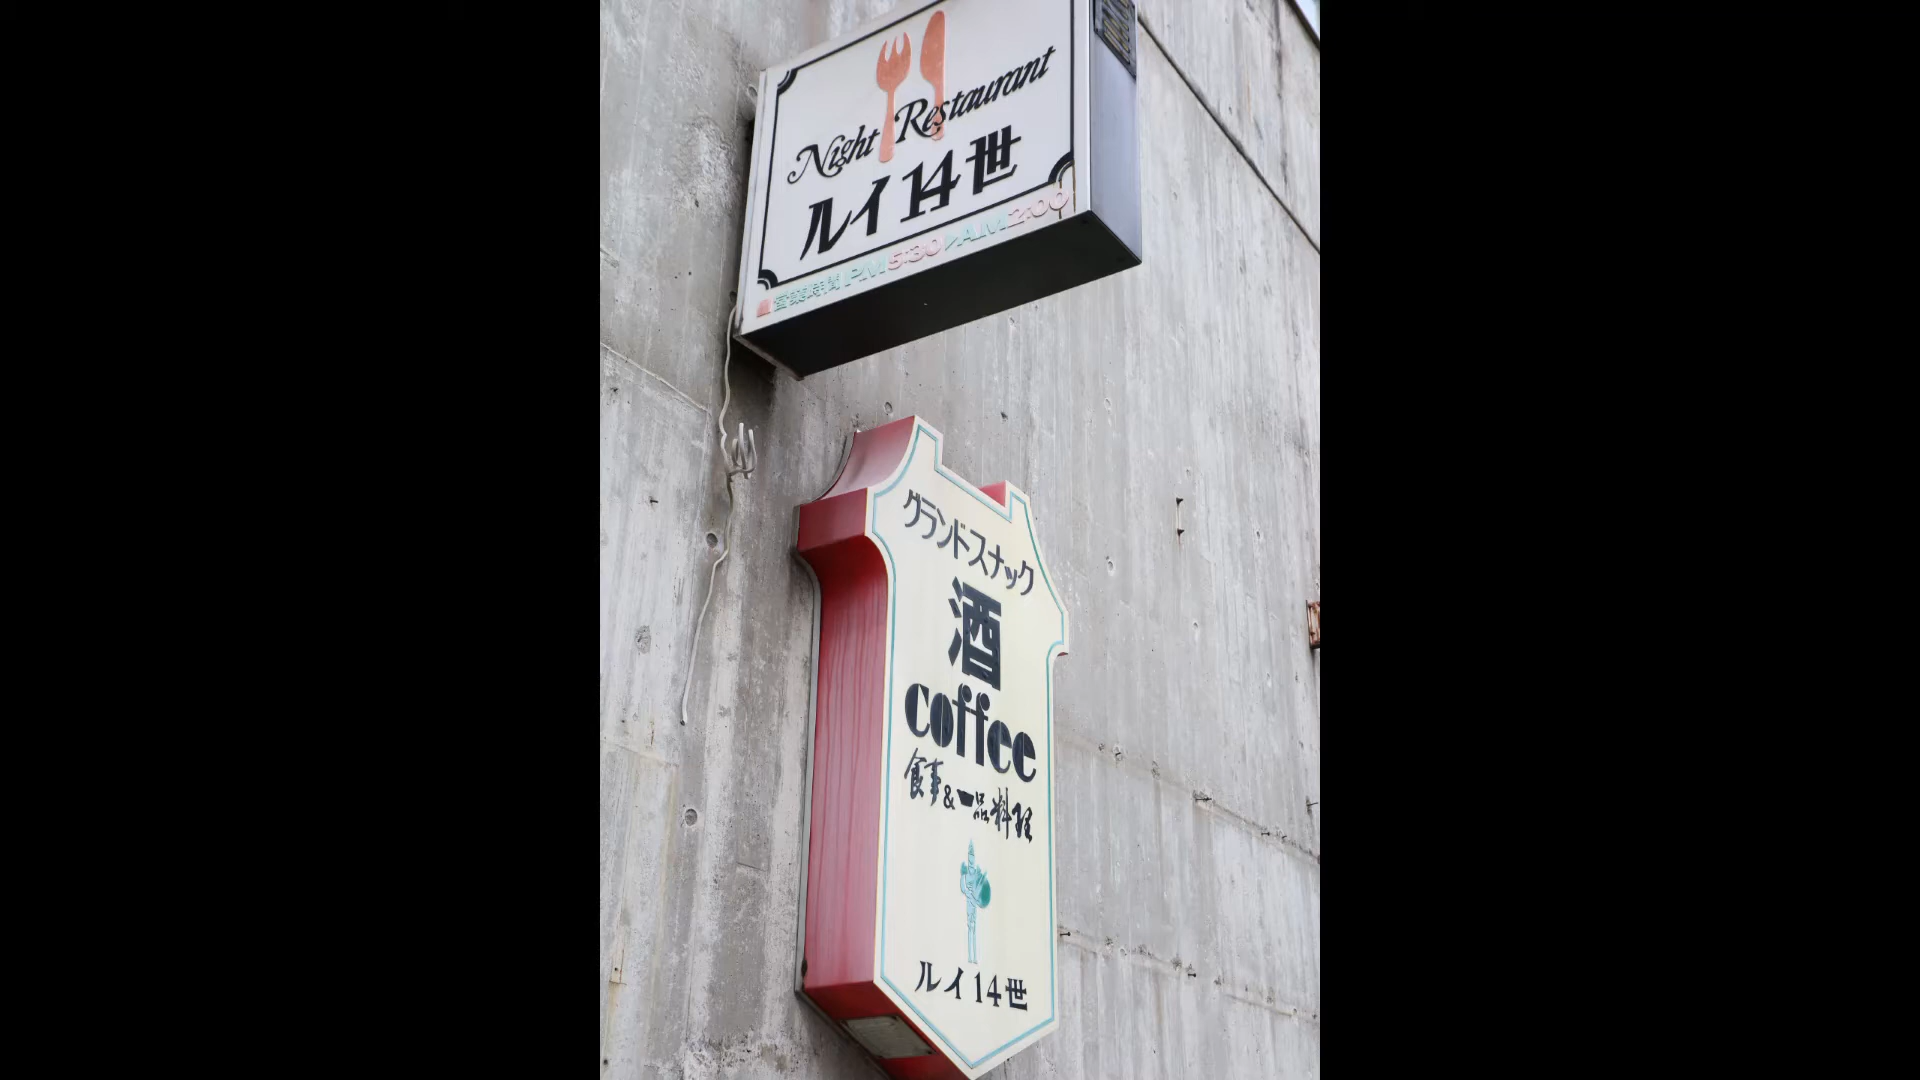 Night Restaurant
ルイ14世
営業時間 PM5:30>AM2:00
グランドスナック
酒
coffee
食事&一品料理
ルイ14世